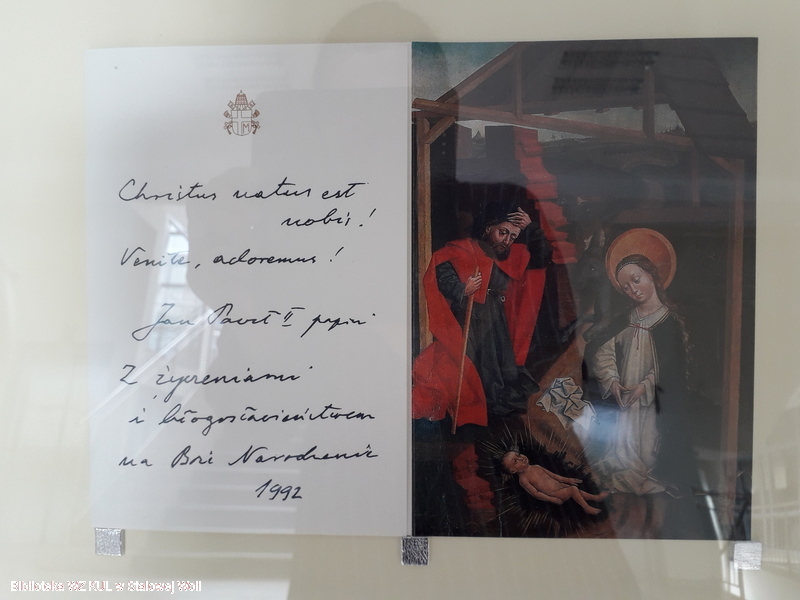 Christus natus est
nobis!
Venite, adoremus!
Jan Paweł II papież
Z życzeniami
i błogosławieństwem
na Boże Narodzenie
1992
Biblioteka WZ KUL w Stalowej Woli